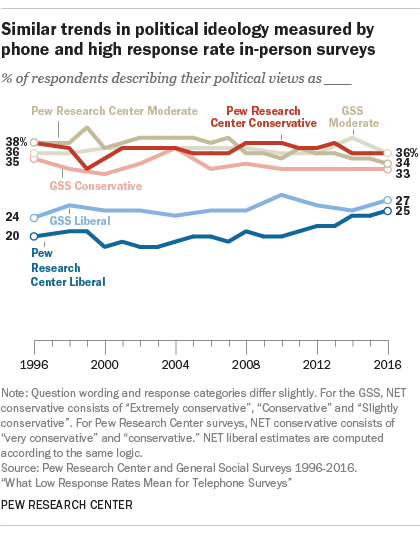 Similar trends in political ideology measured by
phone and high response rate in-person surveys
% of respondents describing their political views as ___
Pew Research Center Moderate
Pew Research
Center Conservative
GSS
Moderate
38%
36
35
36%
34
33
GSS Conservative
GSS Liberal
24
20
27
25
Pew
Research
Center Liberal
1996 2000 2004 2008 2012 2016
Note: Question wording and response categories differ slightly. For the GSS, NET
conservative consists of “Extremely conservative”, “Conservative” and “Slightly
conservative”. For Pew Research Center surveys, NET conservative consists of
“very conservative” and “conservative.” NET liberal estimates are computed
according to the same logic.
Source: Pew Research Center and General Social Surveys 1996-2016.
“What Low Response Rates Mean for Telephone Surveys”
PEW RESEARCH CENTER